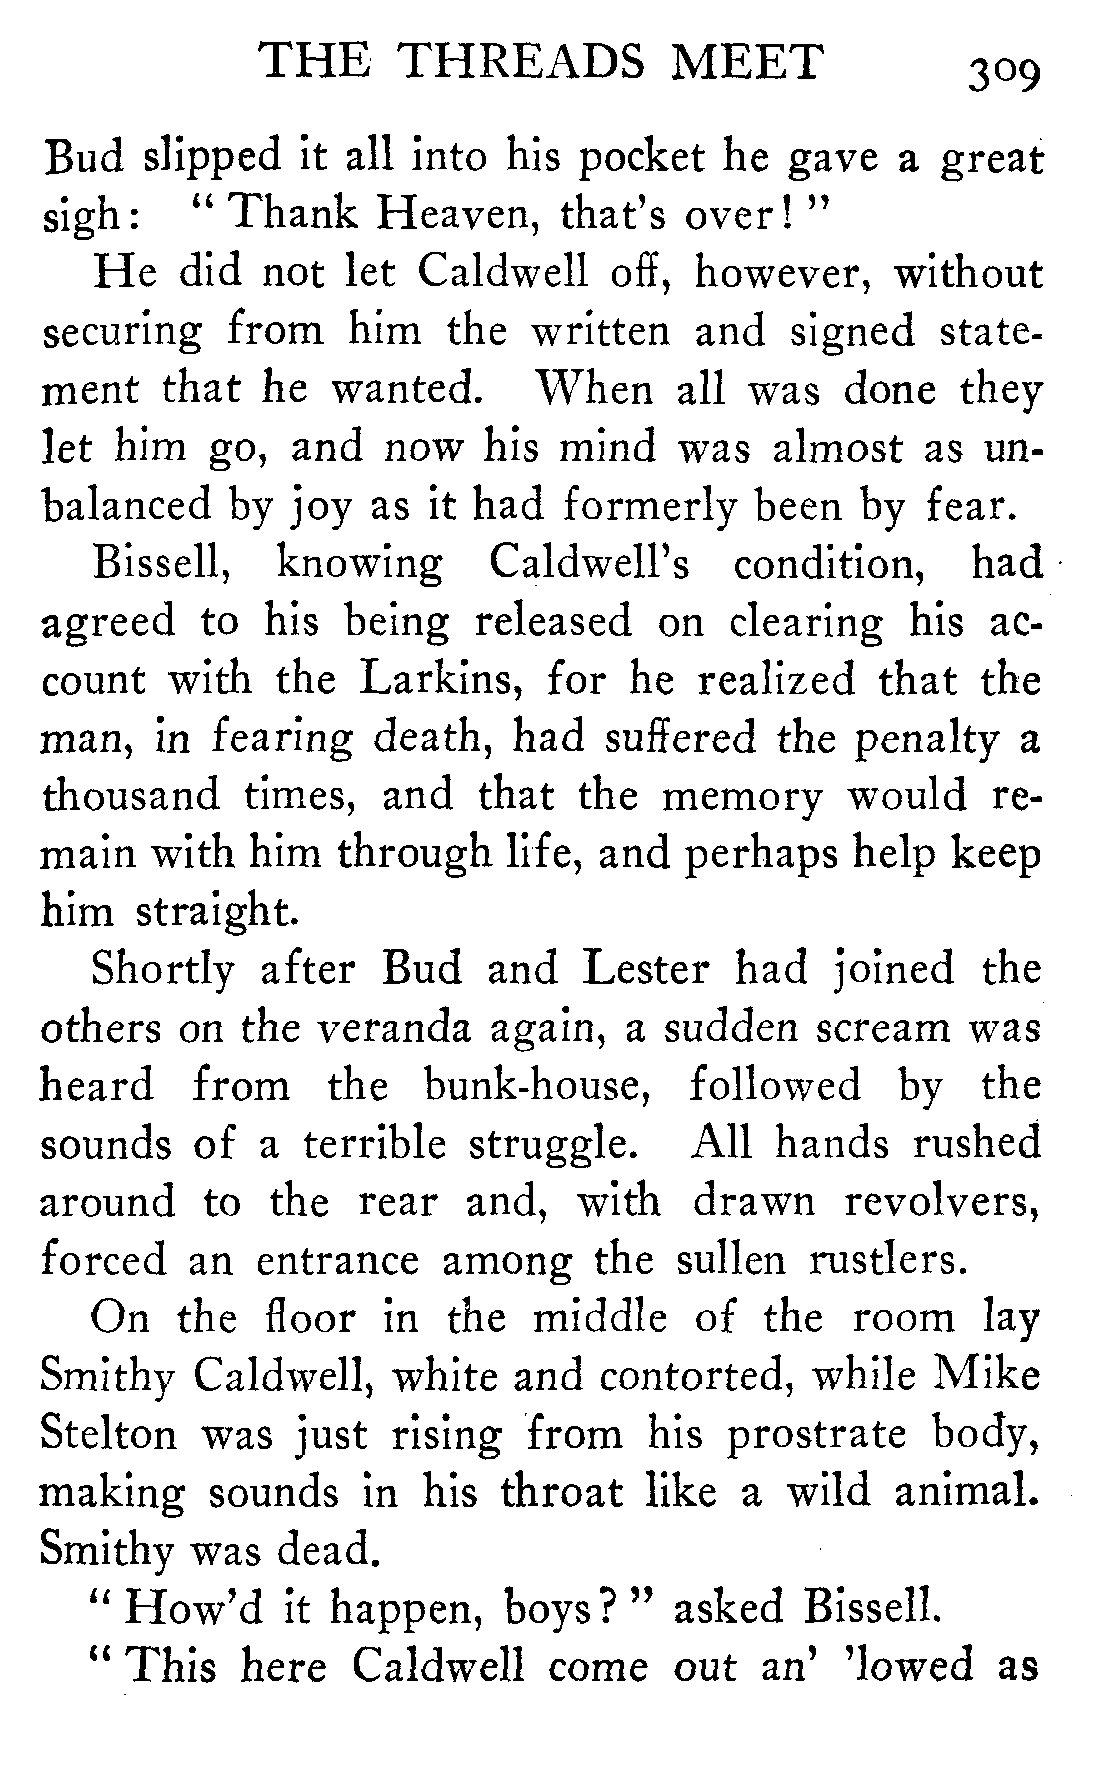 THE THREADS MEET 309
Bud slipped it all into his pocket he gave a great
sigh: “ Thank Heaven, that's over! ”
He did not let Caldwell off, however, without
securing from him the written and signed state-
ment that he wanted. When all was done they
let him go, and now his mind was almost as un-
balanced by joy as it had formerly been by fear.
Bissell, knowing Caldwell's condition, had
agreed to his being released on clearing his ac-
count with the Larkins, for he realized that the
man, in fearing death, had suffered the penalty a
thousand times, and that the memory would re-
main with him through life, and perhaps help keep
him straight.
Shortly after Bud and Lester had joined the
others on the veranda again, a sudden scream was
heard from the bunk-house, followed by the
sounds of a terrible struggle. All hands rushed
around to the rear and, with drawn revolvers,
forced an entrance among the sullen rustlers.
On the floor in the middle of the room lay
Smithy Caldwell, white and contorted, while Mike
Stelton was just rising from his prostrate body,
making sounds in his throat like a wild animal.
Smithy was dead.
“ How'd it happen, boys? ” asked Bissell.
“ This here Caldwell come out an' 'lowed as